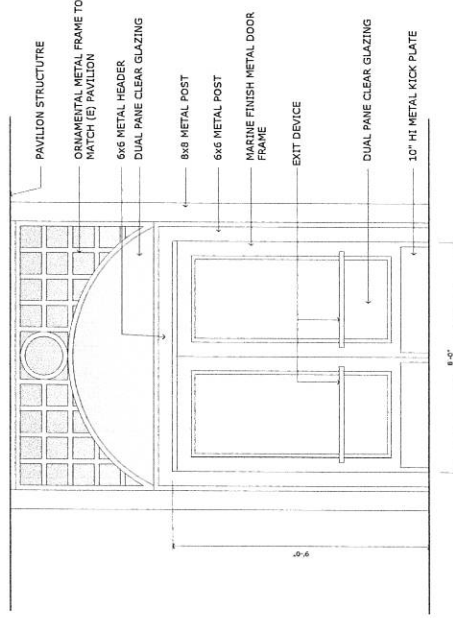 PAVILION STRUCTUTRE
ORNAMENTAL METAL FRAME TO
MATCH (E) PAVILION
6x6 METAL HEADER
DUAL PANE CLEAR GLAZING
8x8 METAL POST
6x6 METAL POST
MARINE FINISH METAL DOOR
FRAME
EXIT DEVICE
DUAL PANE CLEAR GLAZING
10" HI METAL KICK PLATE
9'-0"
8'-0"